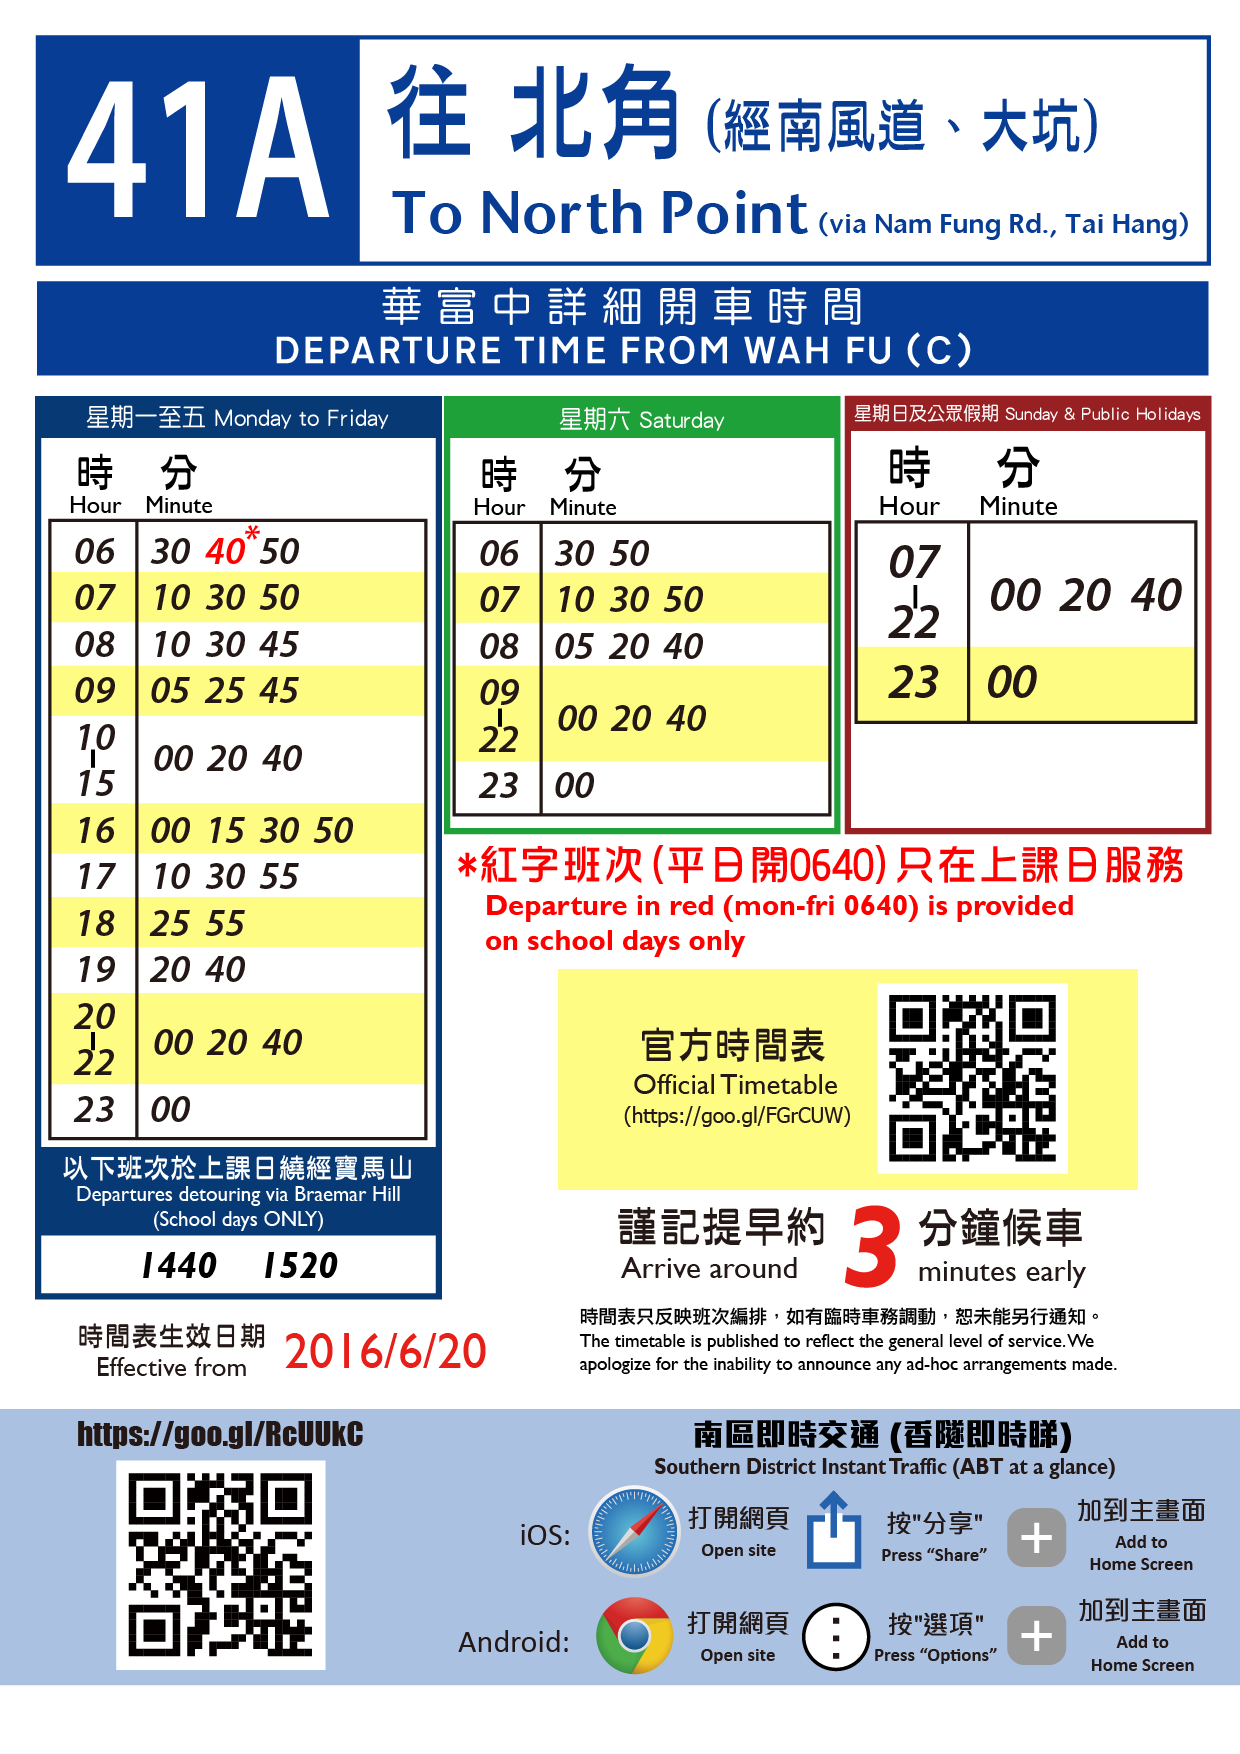 41A
往 北角 (經南風道、大坑)
To North Point (via Nam Fung Rd., Tai Hang)
華富中詳細開車時間
DEPARTURE TIME FROM WAH FU (C)
星期一至五 Monday to Friday
時 分
Hour Minute
06 30 40* 50
07 10 30 50
08 10 30 45
09 05 25 45
10
00 20 40
15
16 00 15 30 50
17 10 30 55
18 25 55
19 20 40
20
00 20 40
22
23 00
以下班次於上課日繞經寶馬山
Departures detouring via Braemar Hill
(School days ONLY)
1440 1520
星期六 Saturday
時 分
Hour Minute
06 30 50
07 10 30 50
08 05 20 40
09
00 20 40
22
23 00
星期日及公眾假期 Sunday & Public Holidays
時 分
Hour Minute
07
00 20 40
22
23 00
*紅字班次(平日開0640)只在上課日服務
Departure in red (mon-fri 0640) is provided
on school days only
官方時間表
Official Timetable
(https://goo.gl/FGrCUW)
謹記提早約 3 分鐘候車
Arrive around minutes early
時間表生效日期
Effective from 2016/6/20
時間表只反映班次編排，如有臨時車務調動，恕未能另行通知。
The timetable is published to reflect the general level of service. We
apologize for the inability to announce any ad-hoc arrangements made.
https://goo.gl/RcUUkC
南區即時交通 (香隧即時睇)
Southern District Instant Traffic (ABT at a glance)
iOS: 打開網頁 按"分享" 加到主畫面
Open site Press “Share” Add to
Home Screen
Android: 打開網頁 按"選項" 加到主畫面
Open site Press “Options” Add to
Home Screen